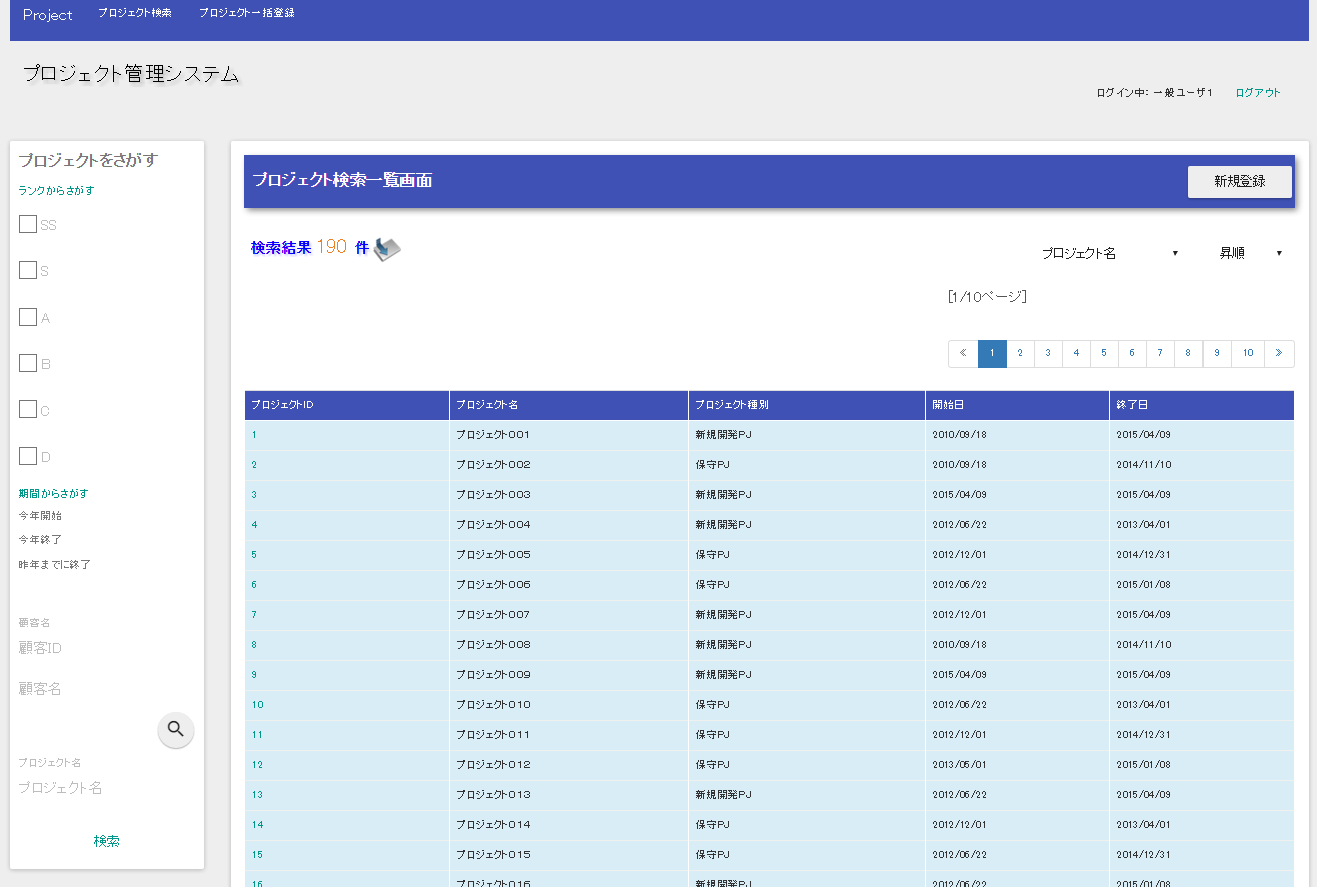 Project プロジェクト検索 プロジェクト一括登録
プロジェクト管理システム
ログイン中: 一般ユーザ1 ログアウト
プロジェクトをさがす
ランクからさがす
SS
S
A
B
C
D
期間からさがす
今年開始
今年終了
昨年までに終了
顧客名
顧客ID
顧客名
プロジェクト名
プロジェクト名
検索
プロジェクト検索一覧画面 新規登録
検索結果 190 件
プロジェクト名 ▼ 昇順 ▼
[1/10ページ]
« 1 2 3 4 5 6 7 8 9 10 »
プロジェクトID プロジェクト名 プロジェクト種別 開始日 終了日
1 プロジェクト001 新規開発PJ 2010/09/18 2015/04/09
2 プロジェクト002 保守PJ 2010/09/18 2014/11/10
3 プロジェクト003 新規開発PJ 2015/04/09 2015/04/09
4 プロジェクト004 新規開発PJ 2012/06/22 2013/04/01
5 プロジェクト005 保守PJ 2012/12/01 2014/12/31
6 プロジェクト006 保守PJ 2012/06/22 2015/01/08
7 プロジェクト007 新規開発PJ 2012/12/01 2015/04/09
8 プロジェクト008 新規開発PJ 2010/09/18 2014/11/10
9 プロジェクト009 新規開発PJ 2015/04/09 2015/04/09
10 プロジェクト010 保守PJ 2012/06/22 2013/04/01
11 プロジェクト011 保守PJ 2012/12/01 2014/12/31
12 プロジェクト012 保守PJ 2013/05/01 2015/01/08
13 プロジェクト013 新規開発PJ 2012/06/22 2015/04/09
14 プロジェクト014 保守PJ 2012/12/01 2013/04/01
15 プロジェクト015 保守PJ 2012/06/22 2014/12/31
16 プロジェクト016 新規開発PJ 2012/06/22 2015/01/08